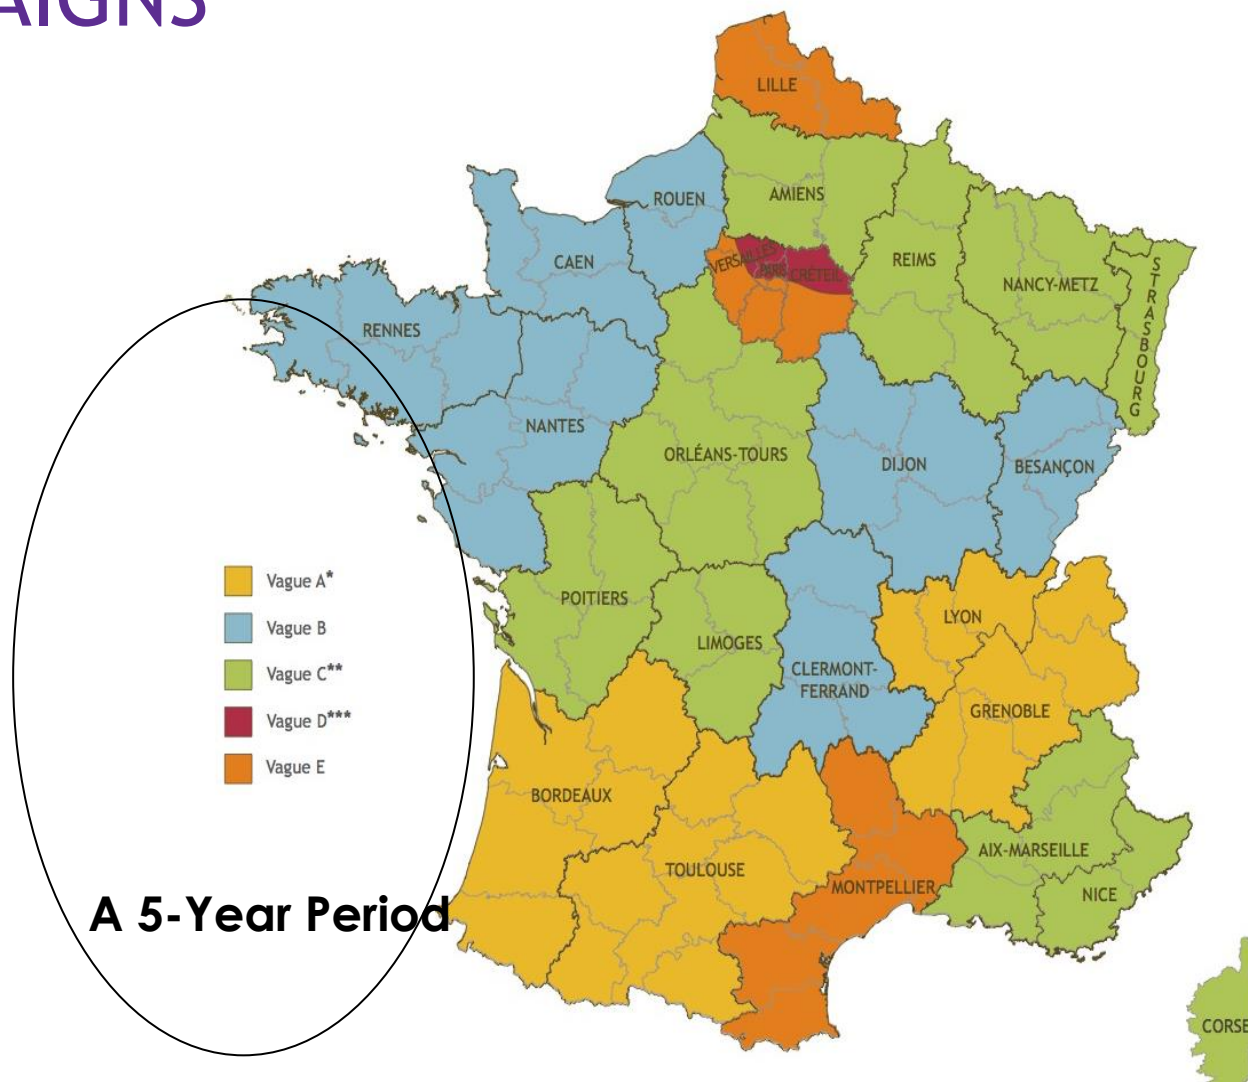 AIGNS
LILLE
ROUEN
AMIENS
CAEN
VERSAILLES
PARIS
CRÉTEIL
REIMS
NANCY-METZ
STRASBOURG
RENNES
NANTES
ORLÉANS-TOURS
DIJON
BESANÇON
Vague A*
Vague B
Vague C**
Vague D***
Vague E
POITIERS
LIMOGES
LYON
CLERMONT-
FERRAND
GRENOBLE
BORDEAUX
TOULOUSE
AIX-MARSEILLE
MONTPELLIER
NICE
A 5-Year Period
CORSE